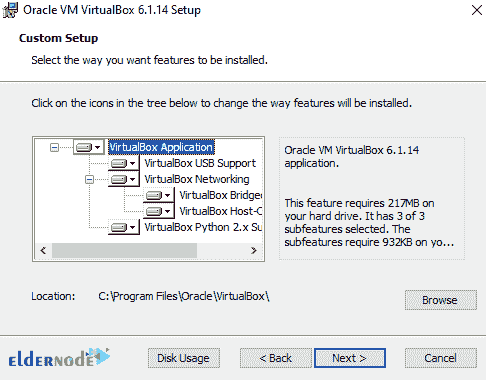 Oracle VM VirtualBox 6.1.14 Setup
Custom Setup
Select the way you want features to be installed.
Click on the icons in the tree below to change the way features will be installed.
VirtualBox Application
VirtualBox USB Support
VirtualBox Networking
VirtualBox Bridge
VirtualBox Host-C
VirtualBox Python 2.x Su
Oracle VM VirtualBox 6.1.14
application.
This feature requires 217MB on
your hard drive. It has 3 of 3
subfeatures selected. The
subfeatures require 932KB on yo...
Location: C:\Program Files\Oracle\VirtualBox\
Browse
eldernode
Disk Usage
< Back
Next >
Cancel